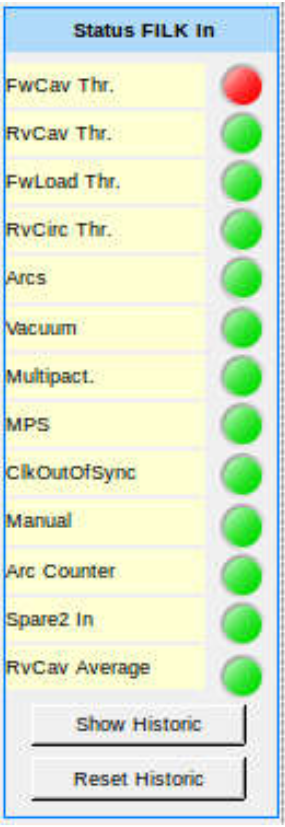 Status FILK In
FwCav Thr.
RvCav Thr.
FwLoad Thr.
RvCirc Thr.
Arcs
Vacuum
Multipact.
MPS
ClkOutOfSync
Manual
Arc Counter
Spare2 In
RvCav Average
Show Historic
Reset Historic